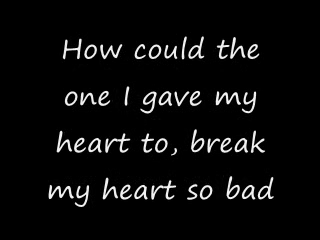 How could the
one I gave my
heart to, break
my heart so bad